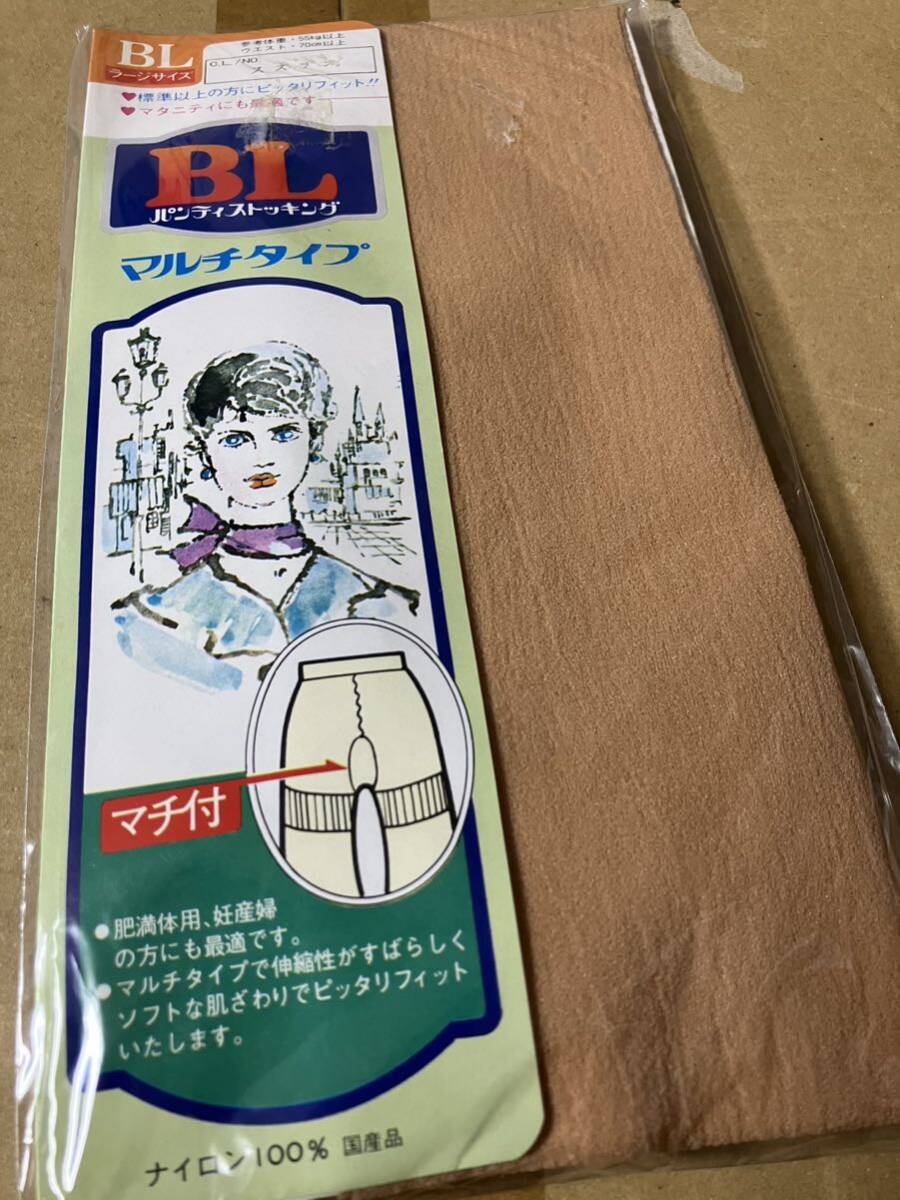 BL
ラージサイズ
参考体重・55kg以上
ウエスト・70cm以上
C.L./NO
♥標準以上の方にピッタリフィット!!
♥マタニティにも最適です
BL
パンティストッキング
マルチタイプ
マチ付
●肥満体用、妊産婦
の方にも最適です。
●マルチタイプで伸縮性がすばらしく
ソフトな肌ざわりでピッタリフィット
いたします。
ナイロン100% 国産品